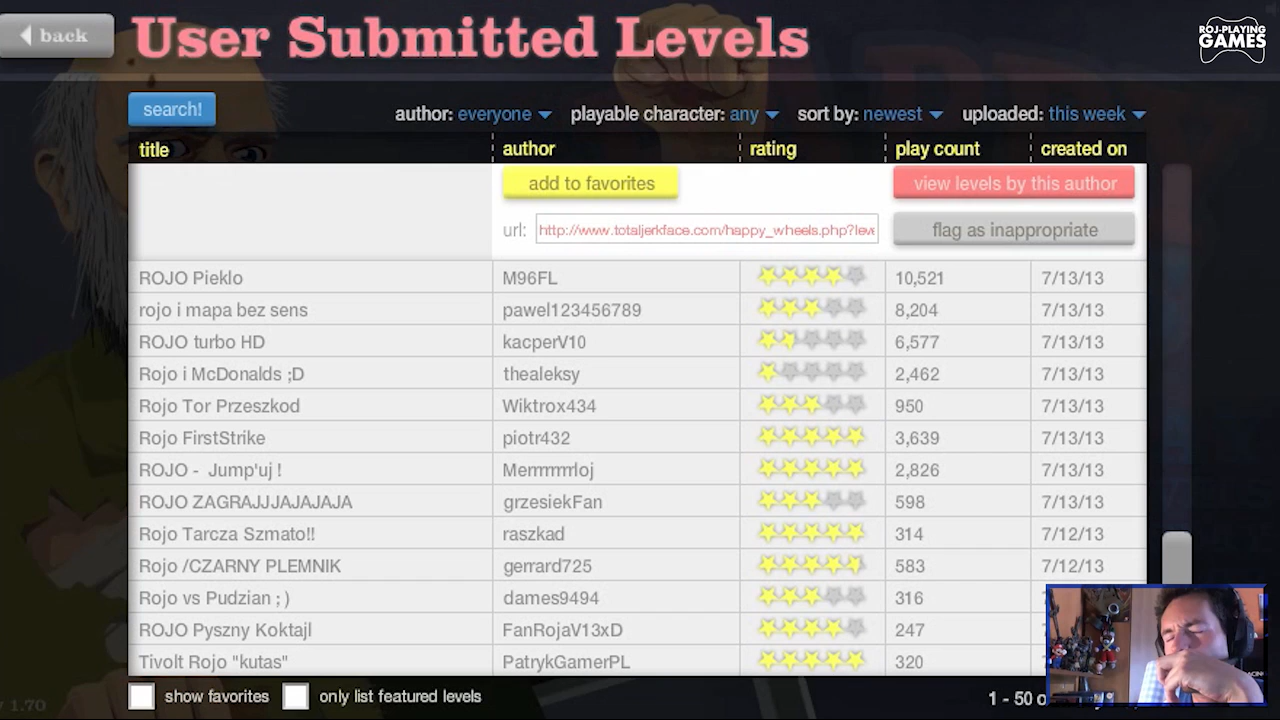 back
User Submitted Levels
ROJ-PLAYING
GAMES
search!
author: everyone playable character: any sort by: newest uploaded: this week
title author rating play count created on
add to favorites view levels by this author
url: http://www.totaljerkface.com/happy_wheels.php?leve flag as inappropriate
ROJO Pieklo M96FL 10,521 7/13/13
rojo i mapa bez sens pawel123456789 8,204 7/13/13
ROJO turbo HD kacperV10 6,577 7/13/13
Rojo i McDonalds ;D thealeksy 2,462 7/13/13
Rojo Tor Przeszkod Wiktrox434 950 7/13/13
Rojo FirstStrike piotr432 3,639 7/13/13
ROJO - Jump'uj ! Merrrrrrrloj 2,826 7/13/13
ROJO ZAGRAJJJAJAJAJA grzesiekFan 598 7/13/13
Rojo Tarcza Szmato!! raszkad 314 7/12/13
Rojo /CZARNY PLEMNIK gerrard725 583 7/12/13
Rojo vs Pudzian ; ) dames9494 316
ROJO Pyszny Koktajl FanRojaV13xD 247
Tivolt Rojo "kutas" PatrykGamerPL 320
show favorites only list featured levels 1 - 50
1.70